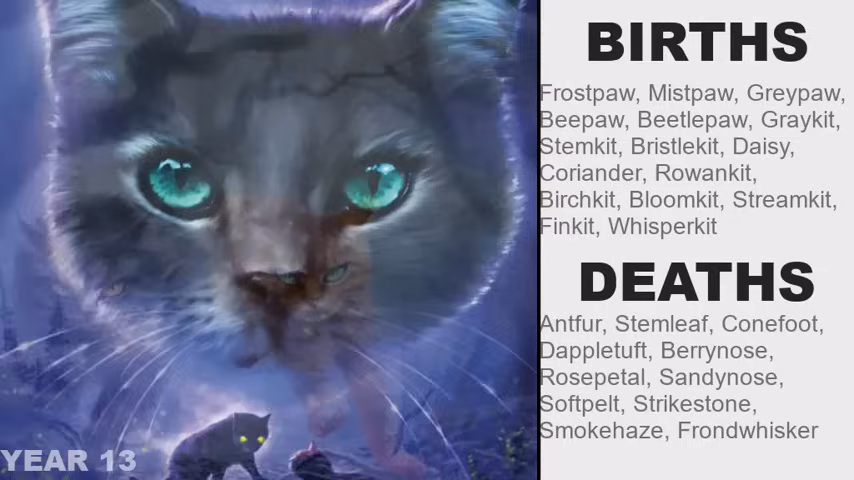 BIRTHS
Frostpaw, Mistpaw, Greypaw,
Beepaw, Beetlepaw, Graykit,
Stemkit, Bristlekit, Daisy,
Coriander, Rowankit,
Birchkit, Bloomkit, Streamkit,
Finkit, Whisperkit
DEATHS
Antfur, Stemleaf, Conefoot,
Dappletuft, Berrynose,
Rosepetal, Sandynose,
Softpelt, Strikestone,
Smokehaze, Frondwhisker
YEAR 13